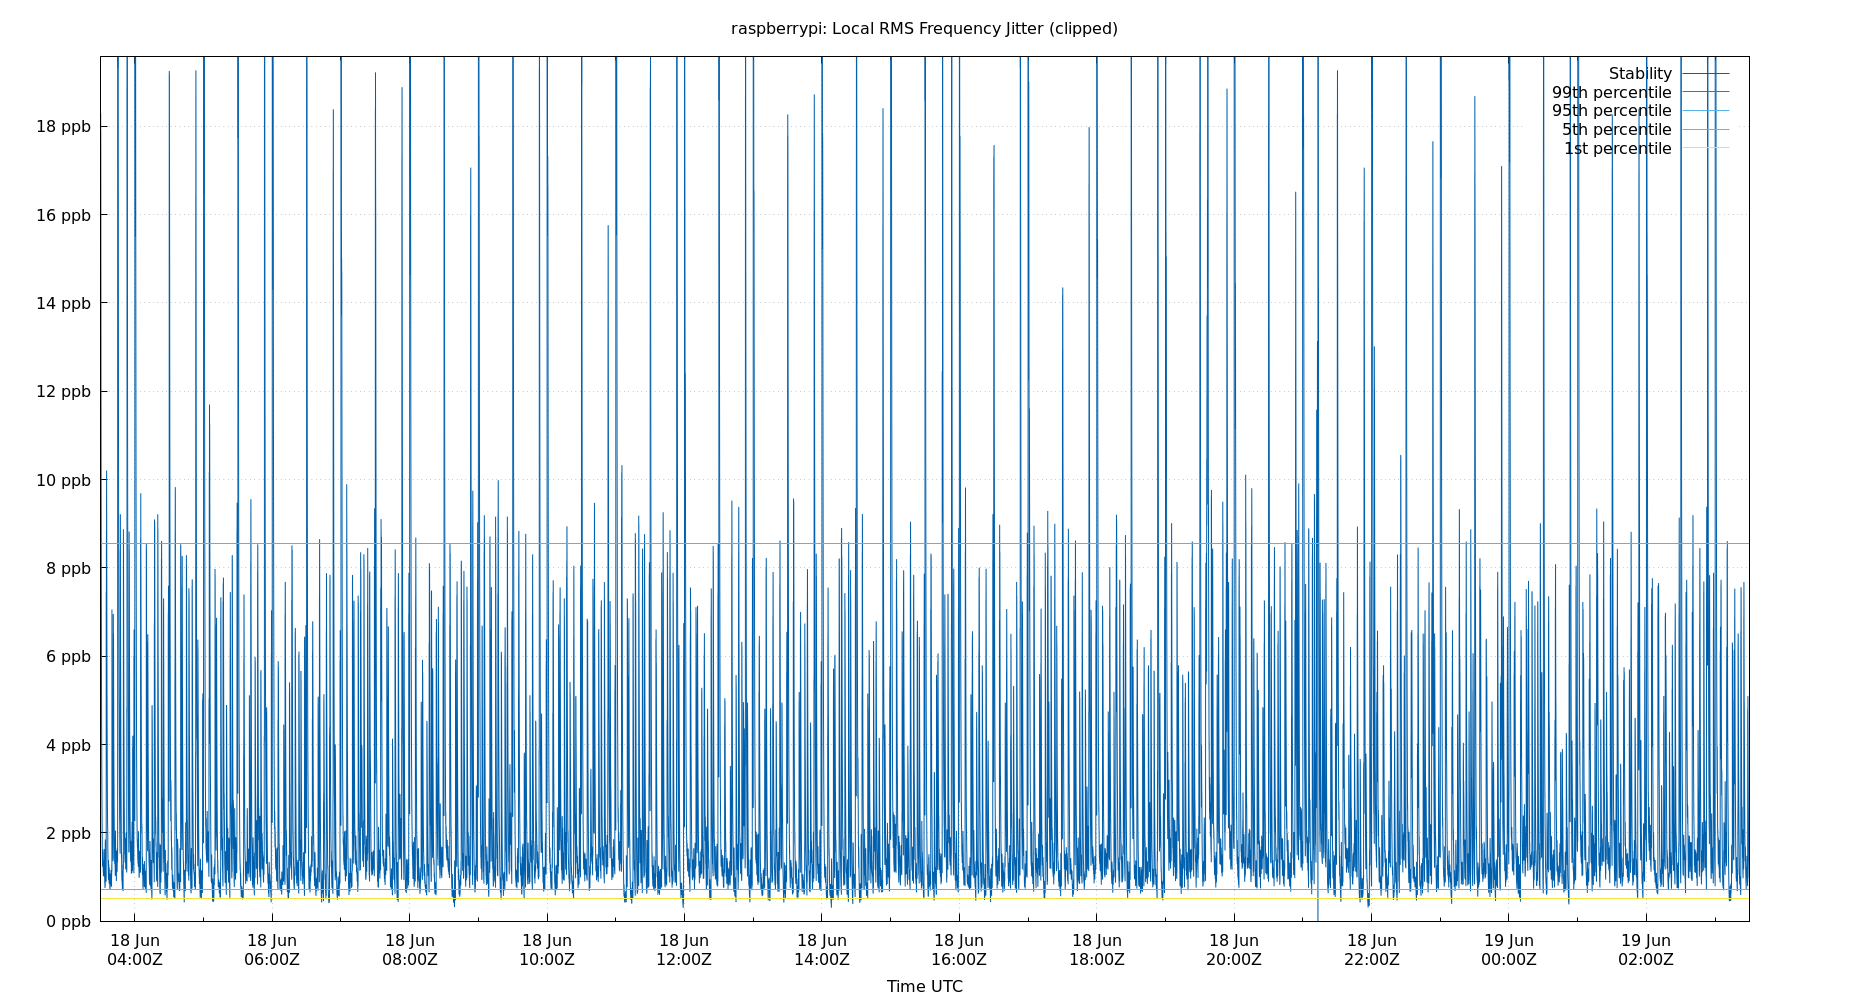 raspberrypi: Local RMS Frequency Jitter (clipped)
Stability
99th percentile
95th percentile
5th percentile
1st percentile
18 ppb
16 ppb
14 ppb
12 ppb
10 ppb
8 ppb
6 ppb
4 ppb
2 ppb
0 ppb
18 Jun 18 Jun 18 Jun 18 Jun 18 Jun 18 Jun 18 Jun 18 Jun 18 Jun 18 Jun 19 Jun 19 Jun
04:00Z 06:00Z 08:00Z 10:00Z 12:00Z 14:00Z 16:00Z 18:00Z 20:00Z 22:00Z 00:00Z 02:00Z
Time UTC